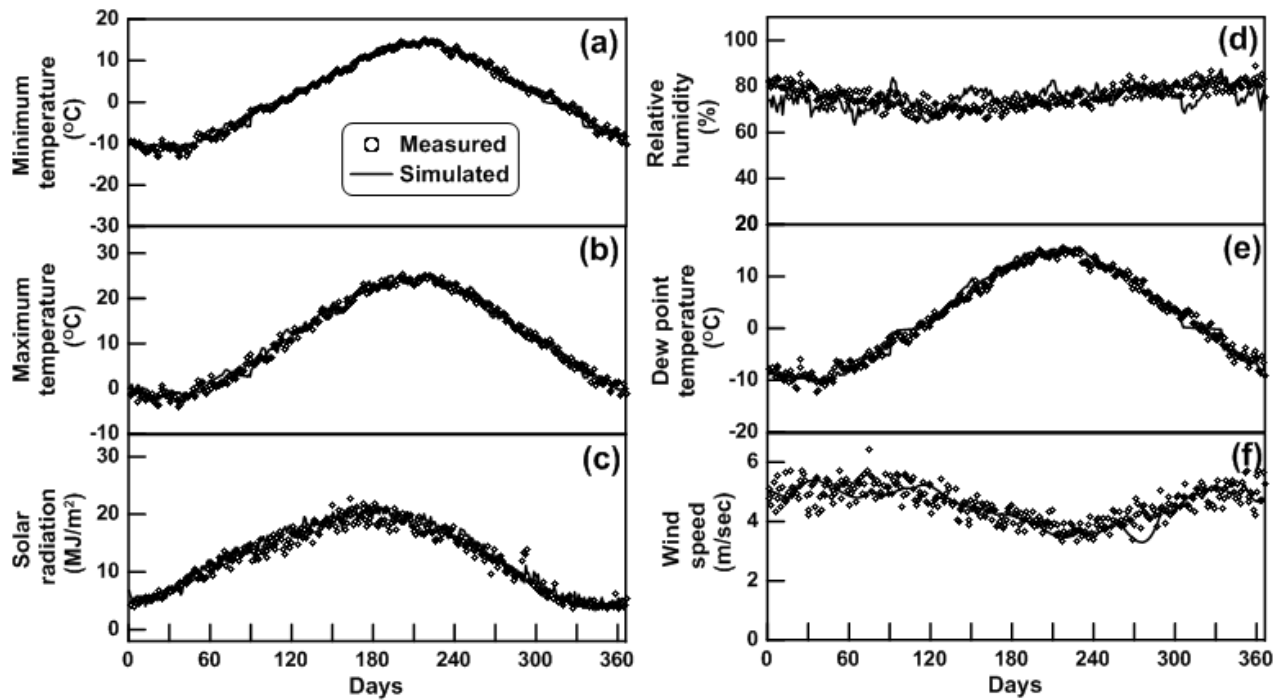 20
10
0
-10
-20
-30
Minimum
temperature
(°C)
(a)
Measured
Simulated
30
20
10
0
-10
Maximum
temperature
(°C)
(b)
30
20
10
0
Solar
radiation
(MJ/m²)
(c)
0 60 120 180 240 300 360
Days
100
80
60
40
20
Relative
humidity
(%)
(d)
10
0
-10
-20
Dew point
temperature
(°C)
(e)
6
4
2
0
Wind
speed
(m/sec)
(f)
0 60 120 180 240 300 360
Days